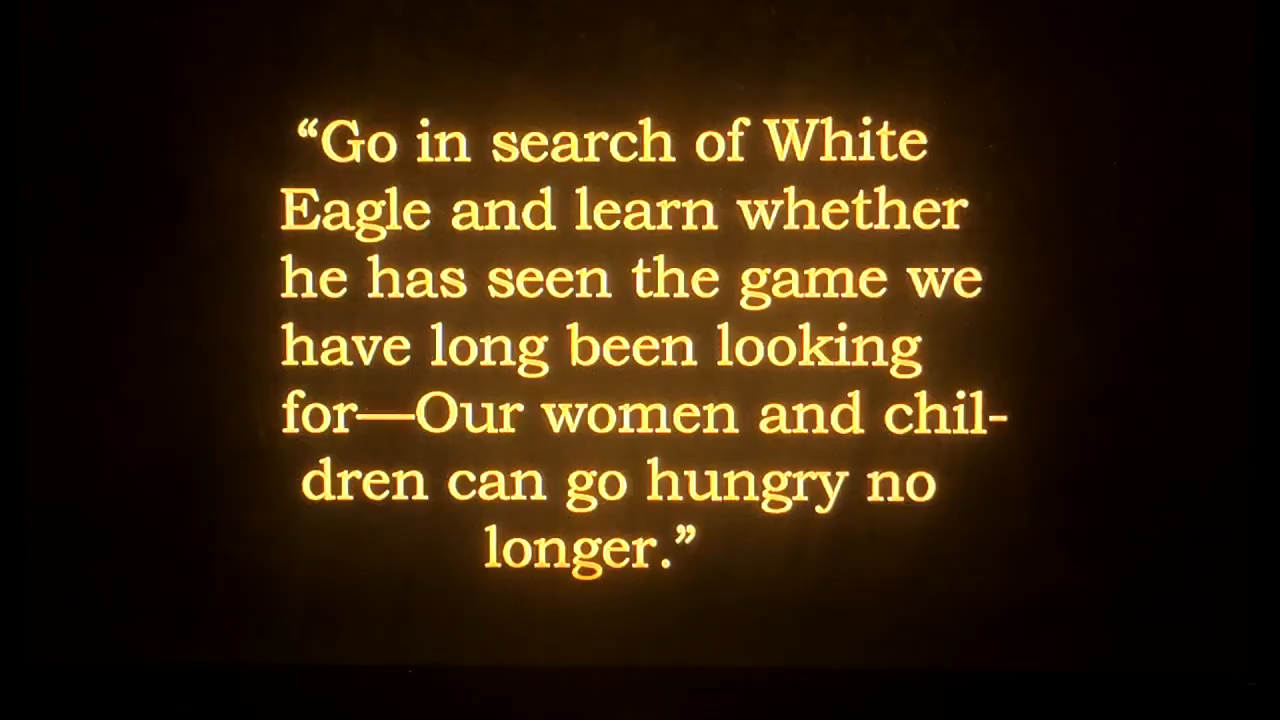 “Go in search of White
Eagle and learn whether
he has seen the game we
have long been looking
for—Our women and chil-
dren can go hungry no
longer.”